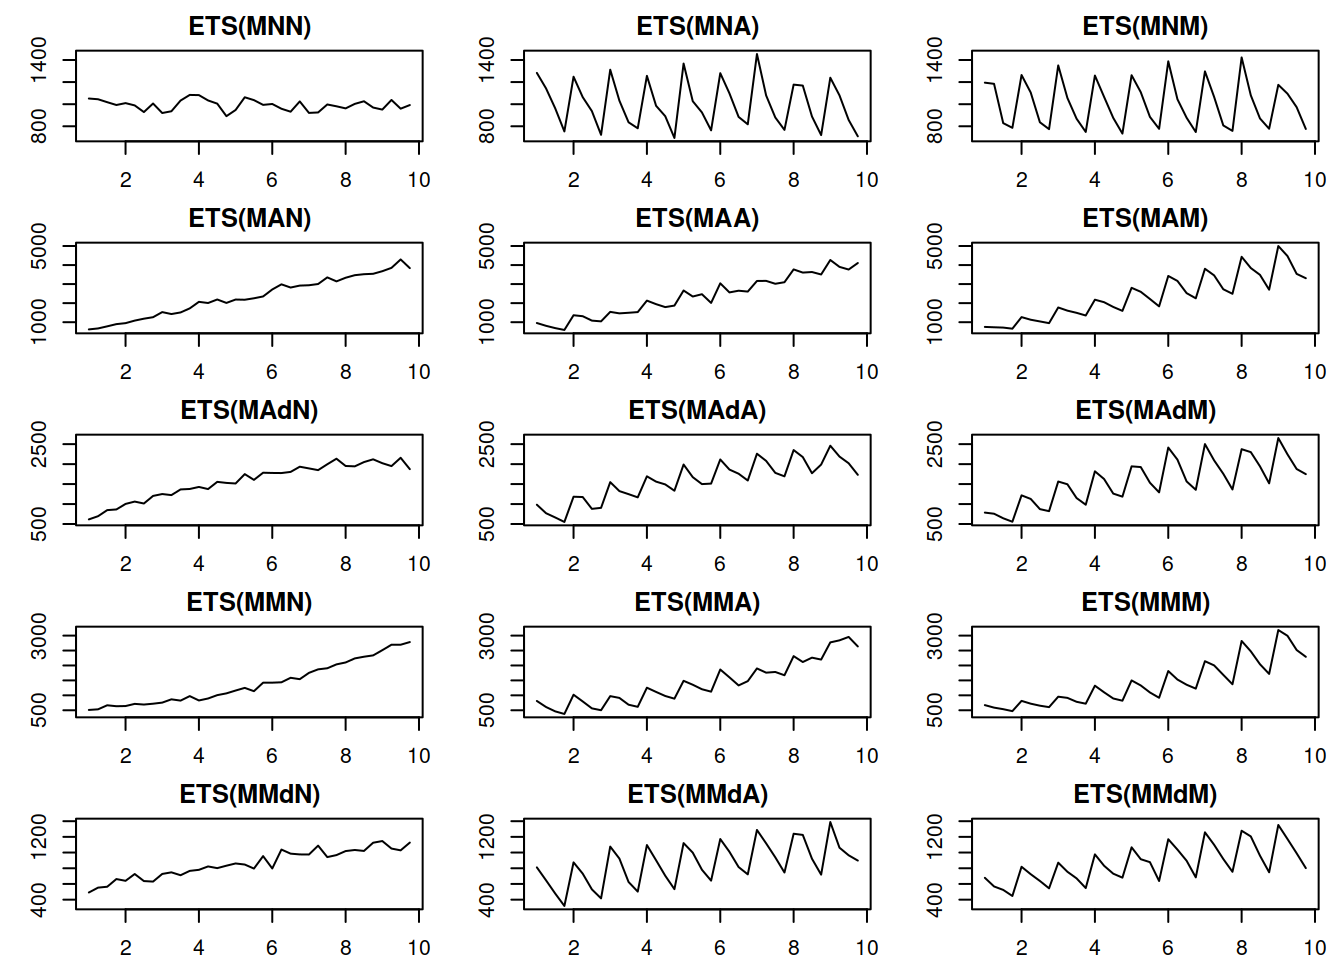 ETS(MNN) ETS(MNA) ETS(MNM)
1400 1400 1400
800 800 800
2 4 6 8 10 2 4 6 8 10 2 4 6 8 10
ETS(MAN) ETS(MAA) ETS(MAM)
5000 5000 5000
1000 1000 1000
2 4 6 8 10 2 4 6 8 10 2 4 6 8 10
ETS(MAdN) ETS(MAdA) ETS(MAdM)
2500 2500 2500
500 500 500
2 4 6 8 10 2 4 6 8 10 2 4 6 8 10
ETS(MMN) ETS(MMA) ETS(MMM)
3000 3000 3000
500 500 500
2 4 6 8 10 2 4 6 8 10 2 4 6 8 10
ETS(MMdN) ETS(MMdA) ETS(MMdM)
1200 1200 1200
400 400 400
2 4 6 8 10 2 4 6 8 10 2 4 6 8 10